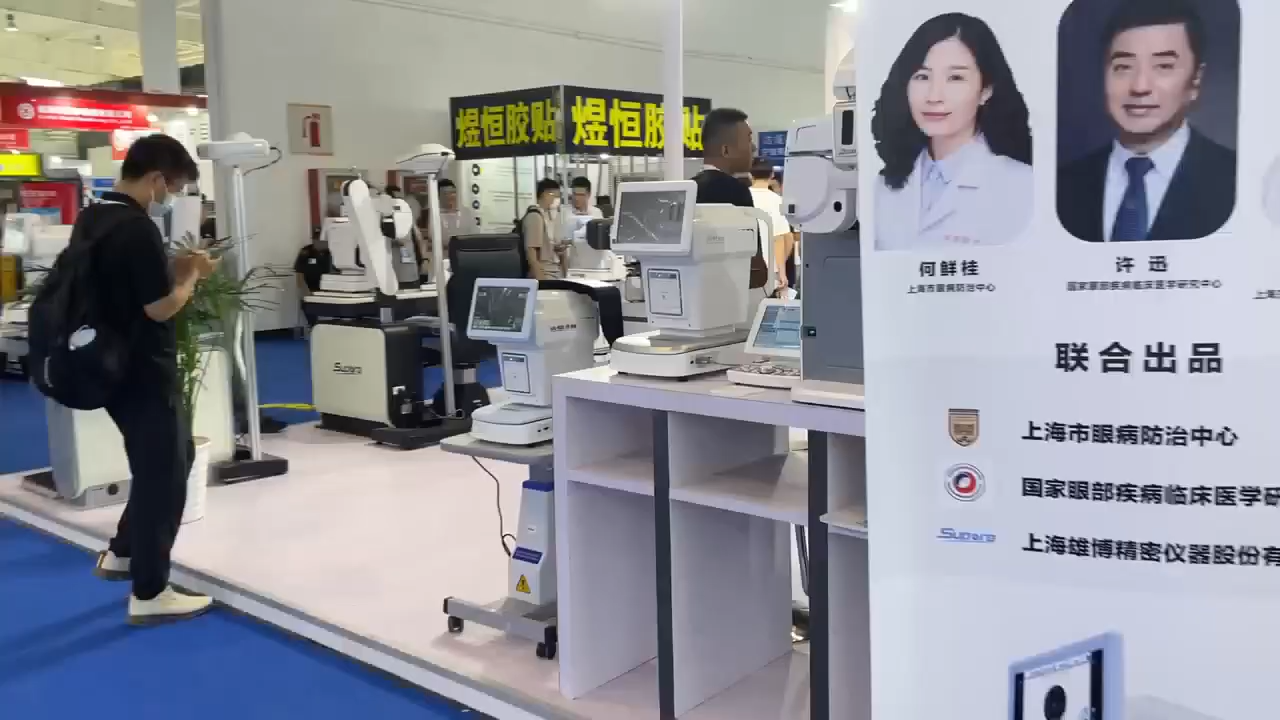 煜恒胶贴
煜恒胶贴
Supore
何鲜桂
上海市眼病防治中心
许迅
国家眼部疾病临床医学研究中心
联合出品
上海市眼病防治中心
国家眼部疾病临床医学研
Supore
上海雄博精密仪器股份有